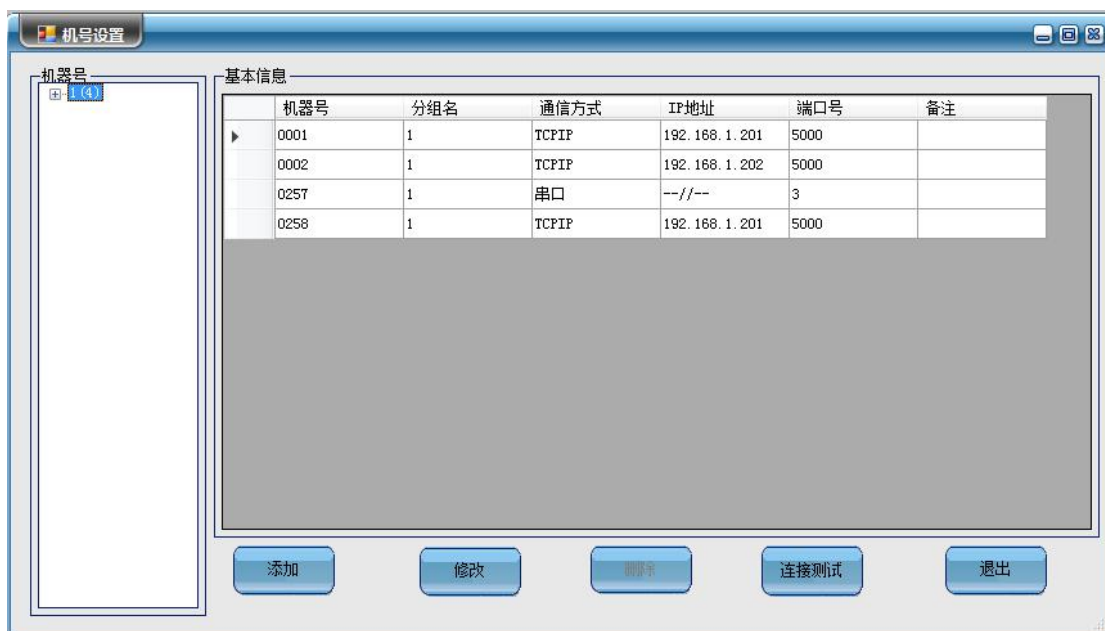 机号设置
机器号
1(4)
基本信息
机器号 分组名 通信方式 IP地址 端口号 备注
0001 1 TCPIP 192.168.1.201 5000
0002 1 TCPIP 192.168.1.202 5000
0257 1 串口 --//-- 3
0258 1 TCPIP 192.168.1.201 5000
添加 修改 删除 连接测试 退出